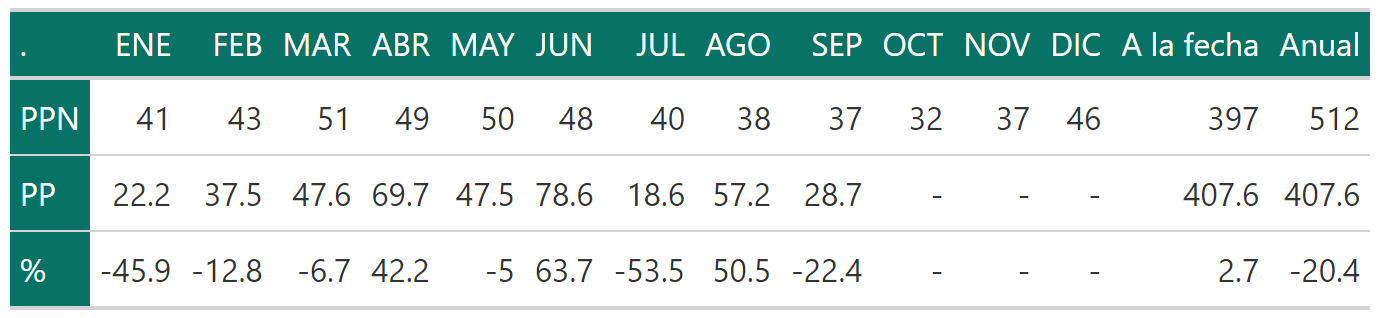 . ENE FEB MAR ABR MAY JUN JUL AGO SEP OCT NOV DIC A la fecha Anual
PPN 41 43 51 49 50 48 40 38 37 32 37 46 397 512
PP 22.2 37.5 47.6 69.7 47.5 78.6 18.6 57.2 28.7 - - - 407.6 407.6
% -45.9 -12.8 -6.7 42.2 -5 63.7 -53.5 50.5 -22.4 - - - 2.7 -20.4